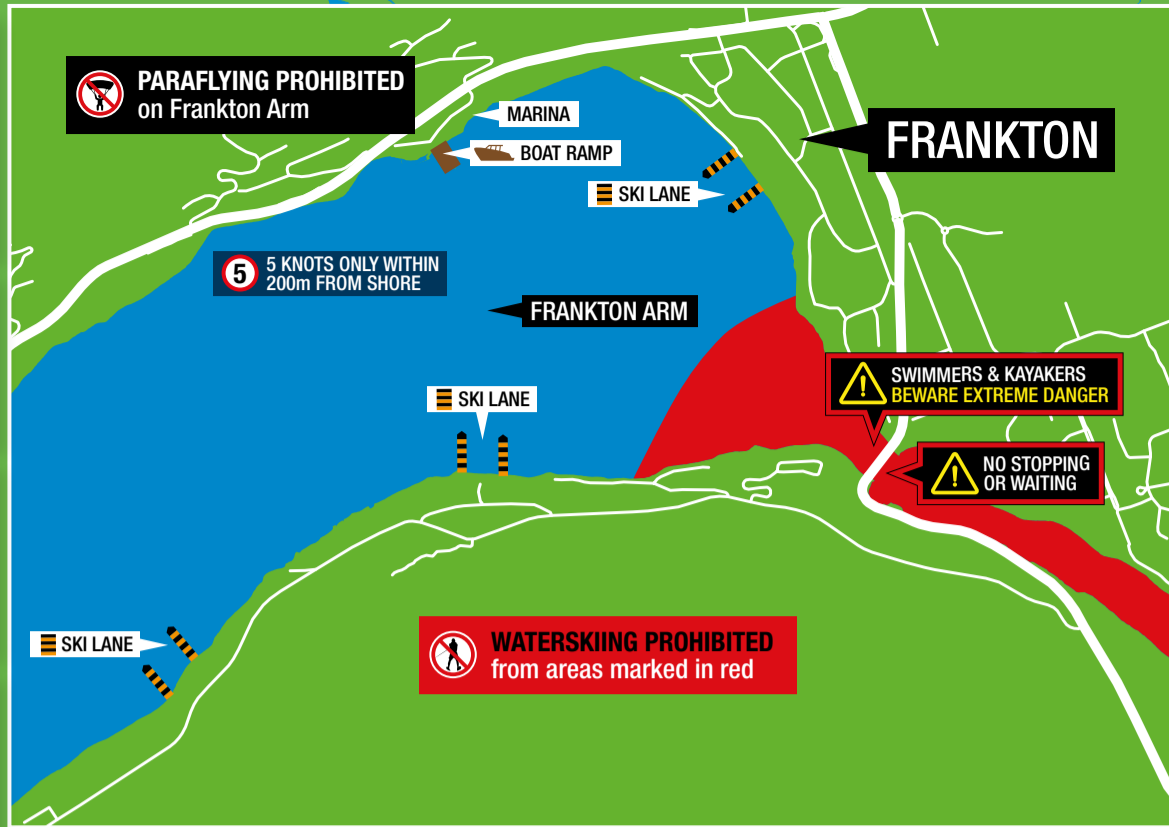 PARAFLYING PROHIBITED
on Frankton Arm
MARINA
BOAT RAMP
FRANKTON
SKI LANE
5
5 KNOTS ONLY WITHIN
200m FROM SHORE
FRANKTON ARM
SWIMMERS & KAYAKERS
BEWARE EXTREME DANGER
SKI LANE
NO STOPPING
OR WAITING
SKI LANE
WATERSKIING PROHIBITED
from areas marked in red